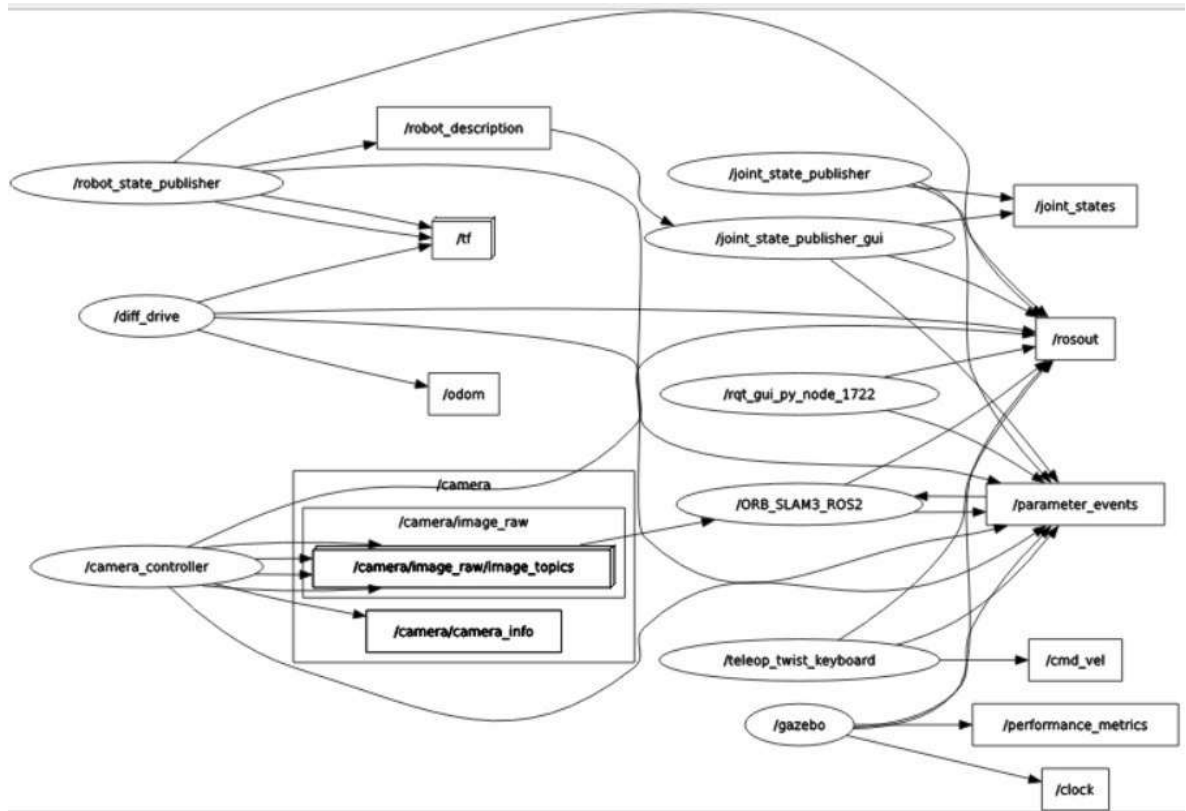 /robot_description
/robot_state_publisher
/joint_state_publisher
/joint_states
/tf
/joint_state_publisher_gui
/diff_drive
/rosout
/odom
/rqt_gui_py_node_1722
/camera
/camera/image_raw
/ORB_SLAM3_ROS2
/parameter_events
/camera_controller
/camera/image_raw/image_topics
/camera/camera_info
/teleop_twist_keyboard
/cmd_vel
/gazebo
/performance_metrics
/clock